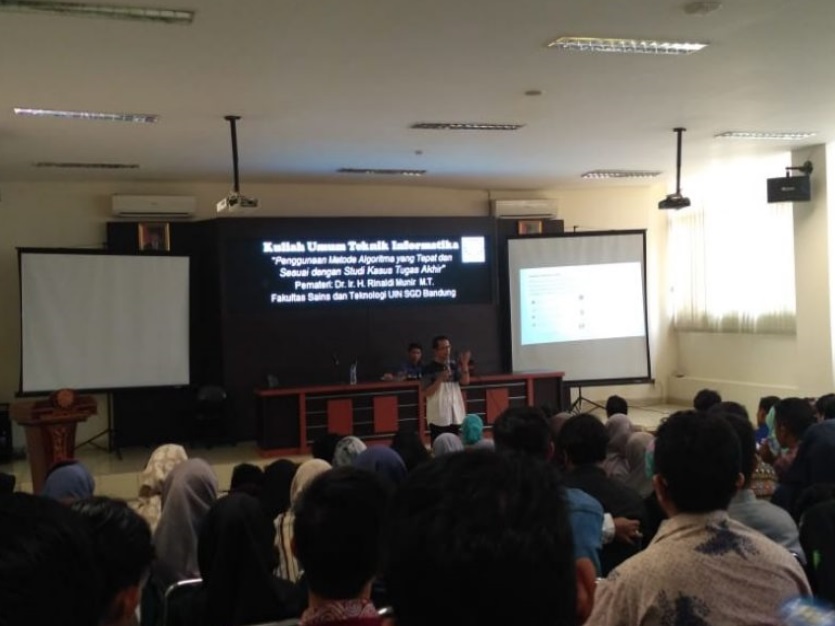 Kuliah Umum Teknik Informatika
"Penggunaan Metode Algoritma yang Tepat dan
Sesuai dengan Studi Kasus Tugas Akhir"
Pemateri: Dr. Ir. H. Rinaldi Munir M.T.
Fakultas Sains dan Teknologi UIN SGD Bandung